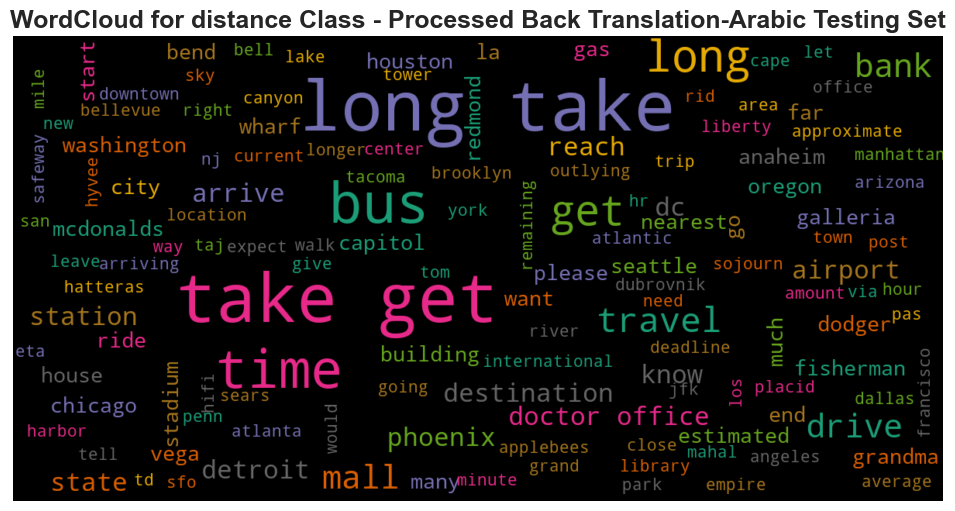 WordCloud for distance Class - Processed Back Translation-Arabic Testing Set
mile
start
bend
bell
lake
houston
la
gas
long
cape
let
bank
sky
tower
office
downtown
canyon
long take
redmond
rid
area
far
bellevue
right
new
wharf
liberty
approximate
safeway
washington
nj
current
longer
center
reach
trip
anaheim
manhattan
hyvee
city
arrive
tacoma
brooklyn
outlying
oregon
arizona
san
location
bus
york
remaining
get
hr
dc
nearest
go
galleria
mcdonalds
way
taj
expect
walk
capitol
atlantic
town
post
leave
arriving
give
tom
please
seattle
sojourn
airport
hatteras
take get
dubrovnik
want
need
amount
via
hour
station
river
travel
much
dodger
pas
eta
ride
time
building
international
deadline
fisherman
house
stadium
hifi
sears
going
destination
know
jfk
los
placid
dallas
francisco
chicago
penn
doctor office
end
drive
harbor
atlanta
would
phoenix
applebees
close
estimated
tell
vega
grand
mahal
angeles
grandma
state
td
sfo
detroit
mall
many
minute
library
park
empire
average